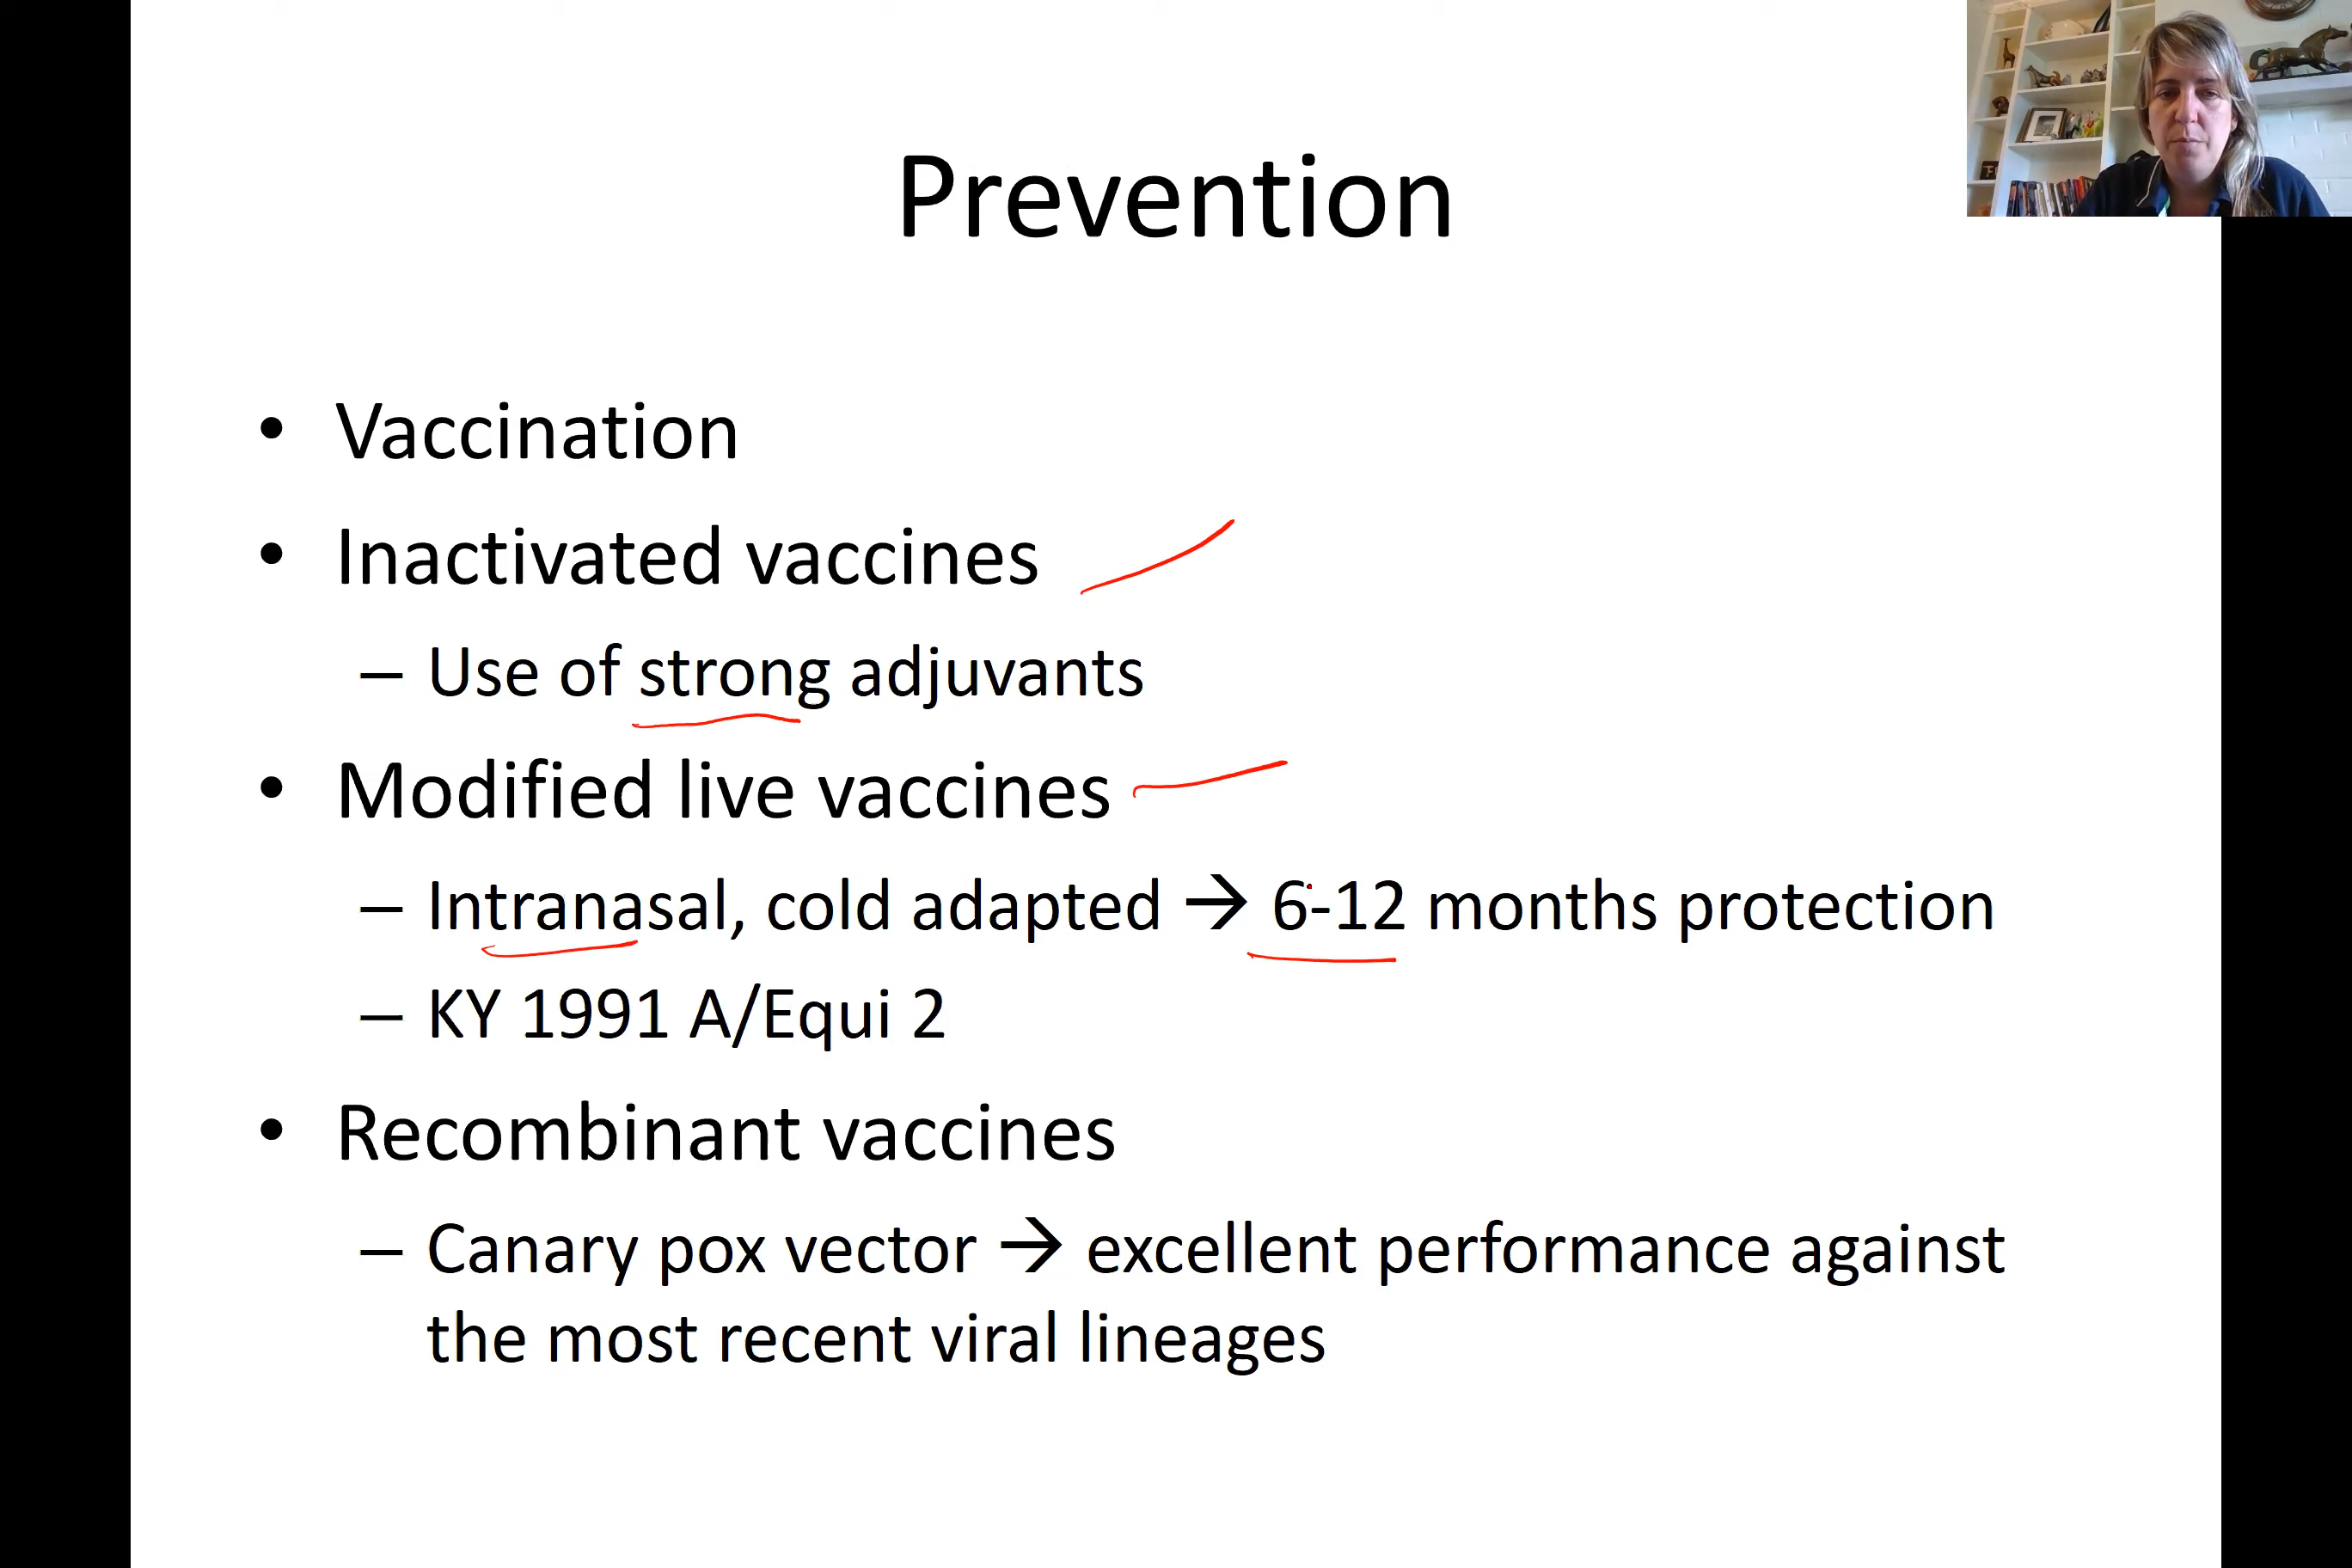 Prevention
• Vaccination
• Inactivated vaccines
– Use of strong adjuvants
• Modified live vaccines
– Intranasal, cold adapted → 6-12 months protection
– KY 1991 A/Equi 2
• Recombinant vaccines
– Canary pox vector → excellent performance against
the most recent viral lineages